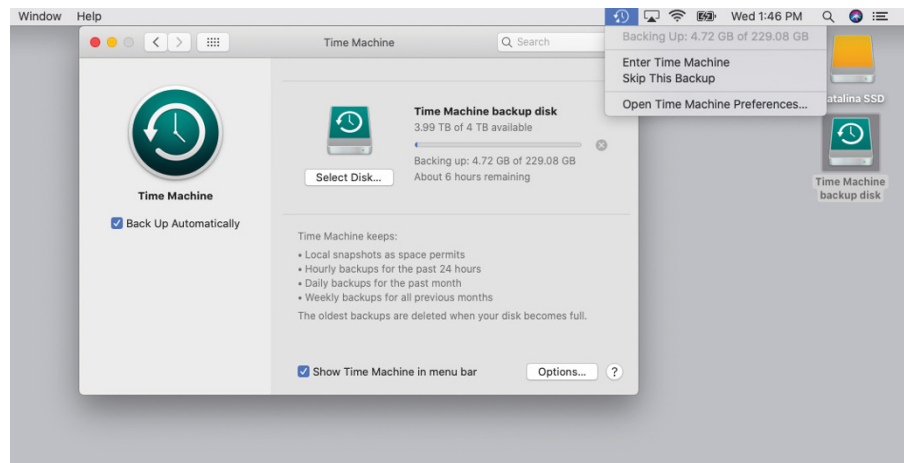 Window Help Wed 1:46 PM
Time Machine Search
Backing Up: 4.72 GB of 229.08 GB
Enter Time Machine
Skip This Backup
Open Time Machine Preferences...
atalina SSD
Time Machine
backup disk
Time Machine
Back Up Automatically
Time Machine backup disk
3.99 TB of 4 TB available
Backing up: 4.72 GB of 229.08 GB
About 6 hours remaining
Select Disk...
Time Machine keeps:
• Local snapshots as space permits
• Hourly backups for the past 24 hours
• Daily backups for the past month
• Weekly backups for all previous months
The oldest backups are deleted when your disk becomes full.
Show Time Machine in menu bar Options... ?